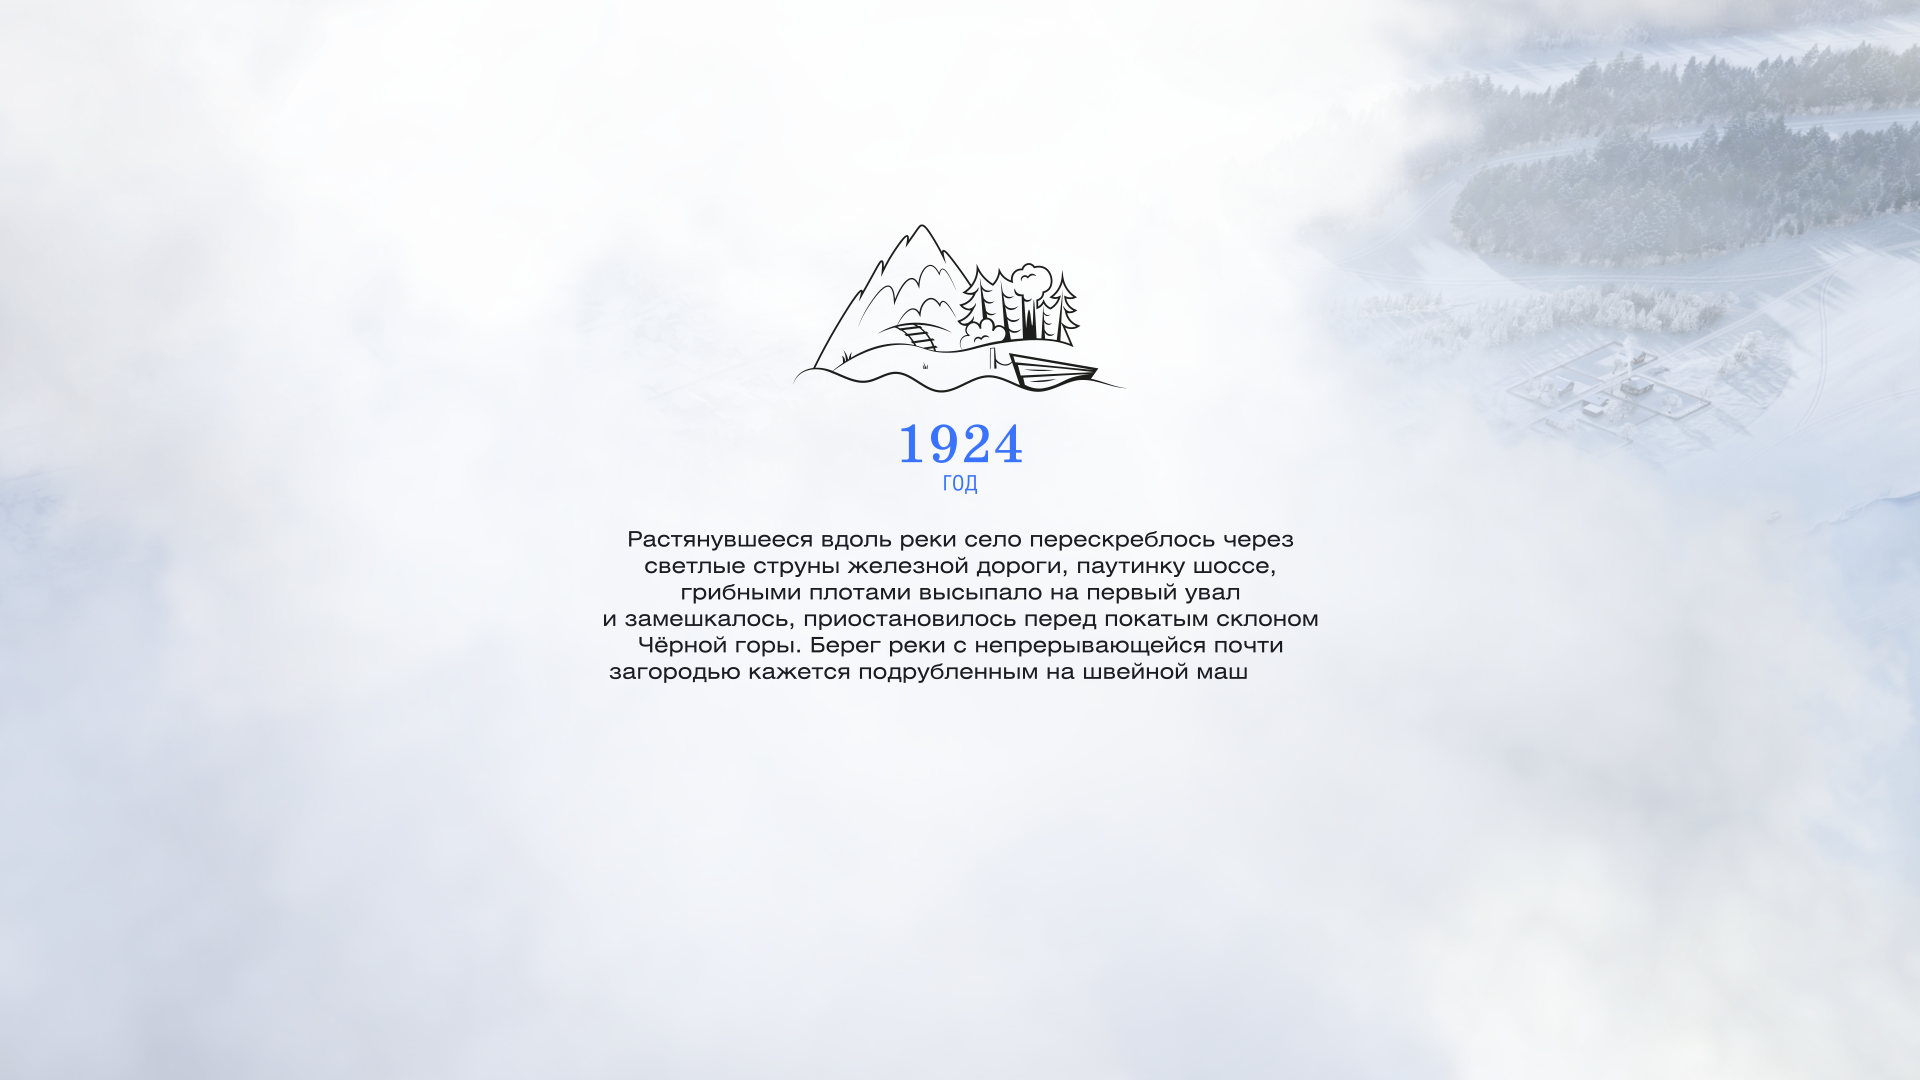 1924
ГОД
Растянувшееся вдоль реки село перескреблось через
светлые струны железной дороги, паутинку шоссе,
грибными плотами высыпало на первый увал
и замешкалось, приостановилось перед покатым склоном
Чёрной горы. Берег реки с непрерывающейся почти
загородью кажется подрубленным на швейной маш